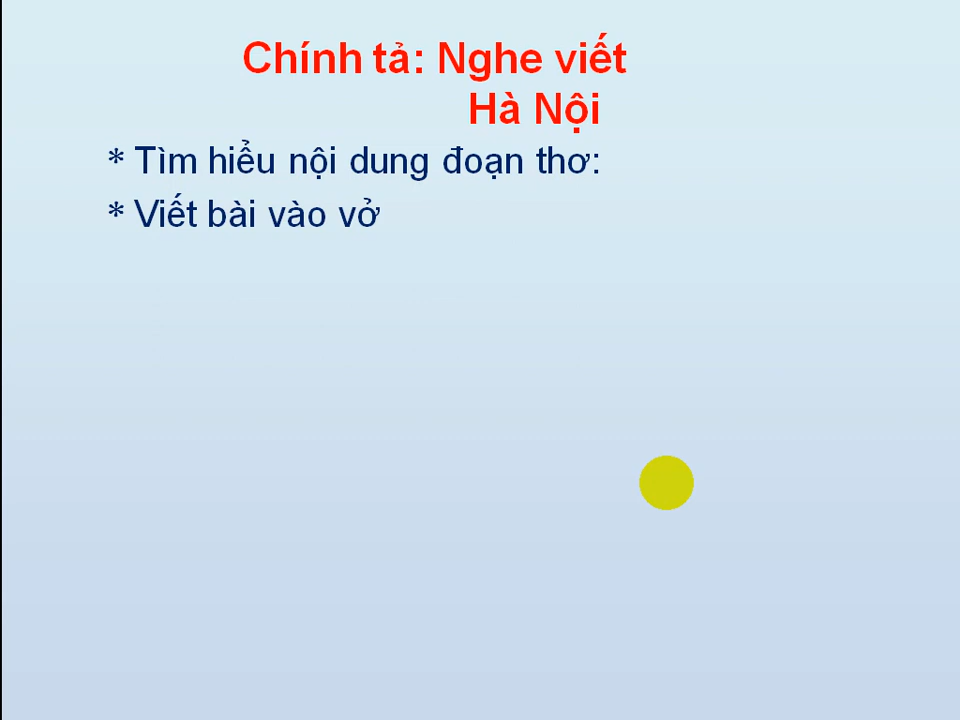 Chính tả: Nghe viết
Hà Nội
* Tìm hiểu nội dung đoạn thơ:
* Viết bài vào vở